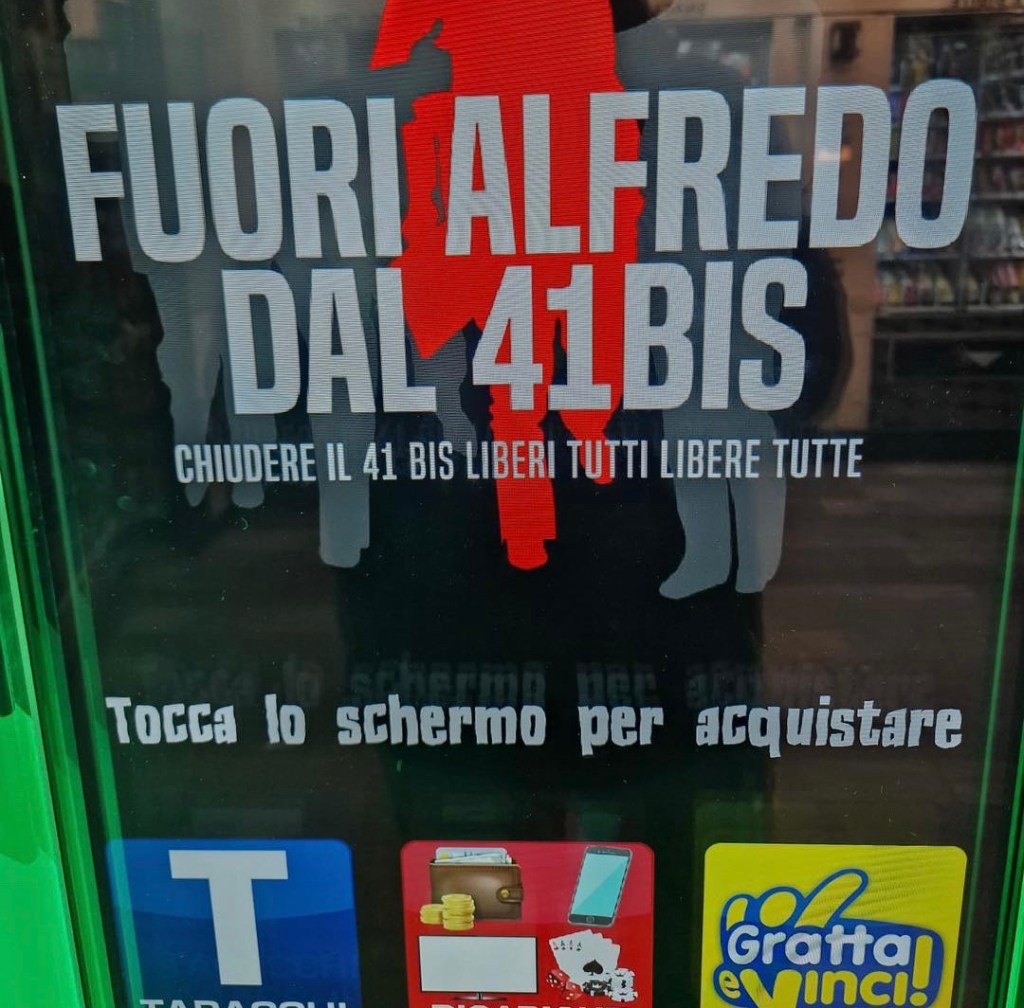 FUORI ALFREDO
DAL 41BIS
CHIUDERE IL 41 BIS LIBERI TUTTI LIBERE TUTTE
Tocca lo schermo per acquistare
T
TABACCHI
Gratta
e Vinci!